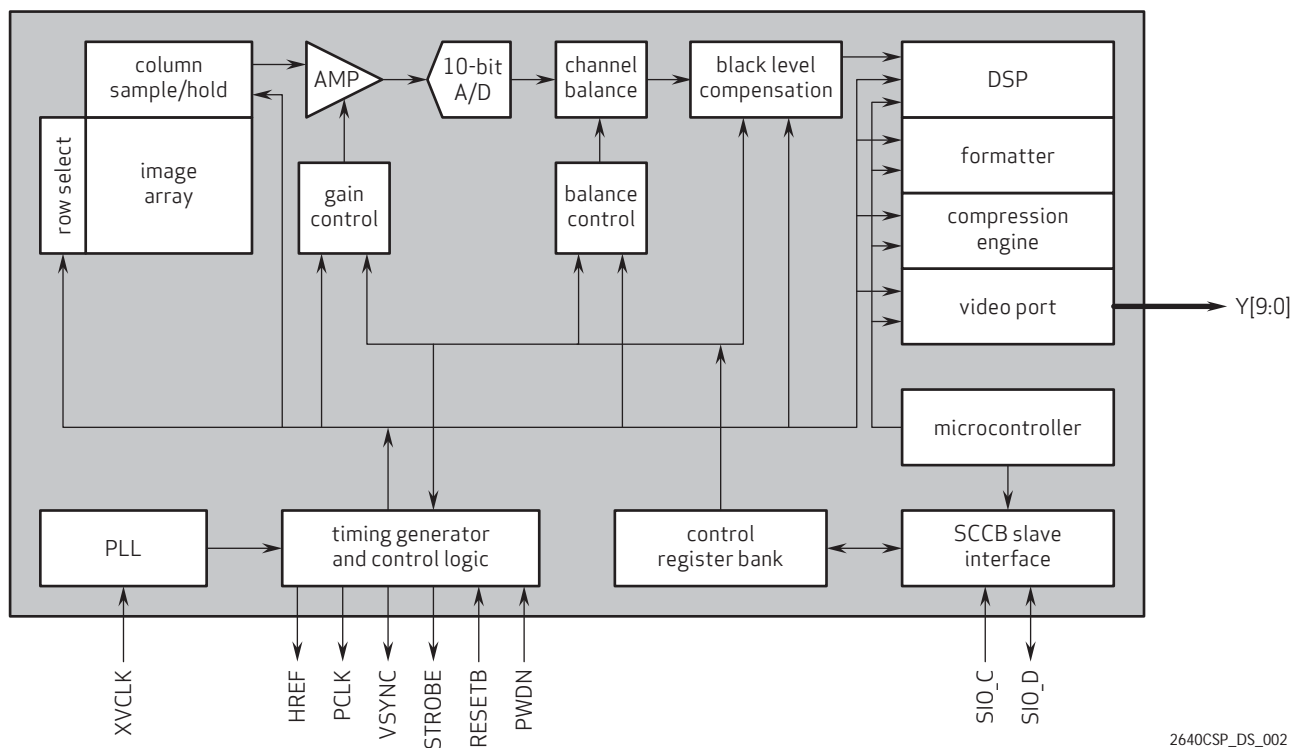 column
sample/hold
AMP
10-bit
A/D
channel
balance
black level
compensation
DSP
row select
image
array
gain
control
balance
control
formatter
compression
engine
video port
Y[9:0]
microcontroller
PLL
timing generator
and control logic
control
register bank
SCCB slave
interface
XVCLK
HREF
PCLK
VSYNC
STROBE
RESETB
PWDN
SIO_C
SIO_D
2640CSP_DS_002